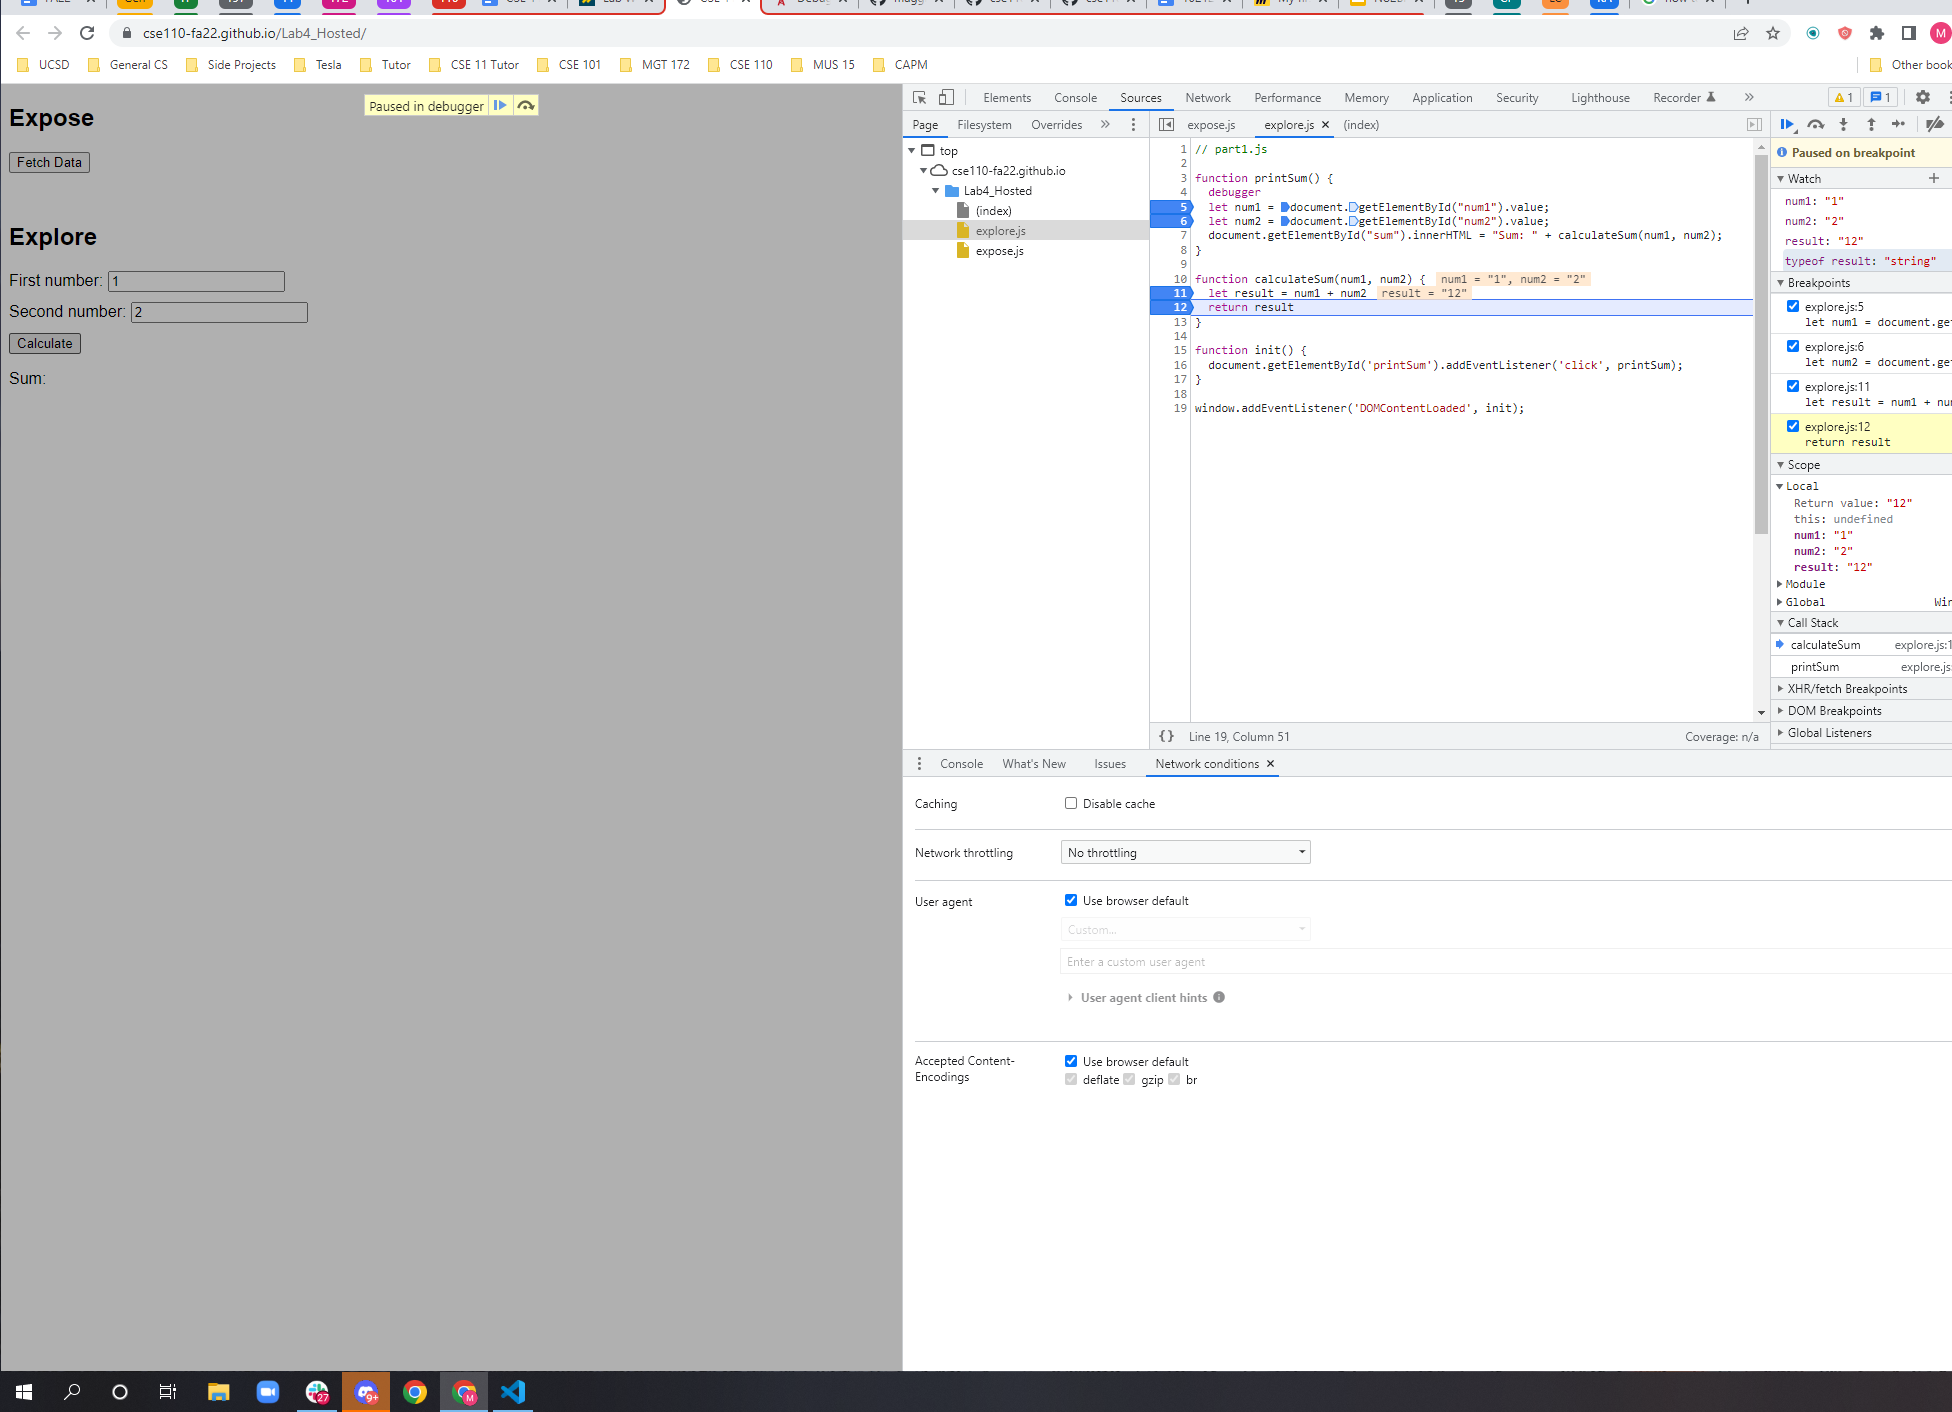 cse110-fa22.github.io/Lab4_Hosted/
M
UCSD General CS Side Projects Tesla Tutor CSE 11 Tutor CSE 101 MGT 172 CSE 110 MUS 15 CAPM Other book
Expose
Paused in debugger
Fetch Data
Explore
First number: 1
Second number: 2
Calculate
Sum:
Elements Console Sources Network Performance Memory Application Security Lighthouse Recorder 1 1
Page Filesystem Overrides
top
cse110-fa22.github.io
Lab4_Hosted
(index)
explore.js
expose.js
expose.js explore.js (index)
1 // part1.js
2
3 function printSum() {
4 debugger
5 let num1 = document.getElementById("num1").value;
6 let num2 = document.getElementById("num2").value;
7 document.getElementById("sum").innerHTML = "Sum: " + calculateSum(num1, num2);
8 }
9
10 function calculateSum(num1, num2) { num1 = "1", num2 = "2"
11 let result = num1 + num2 result = "12"
12 return result
13 }
14
15 function init() {
16 document.getElementById('printSum').addEventListener('click', printSum);
17 }
18
19 window.addEventListener('DOMContentLoaded', init);
{} Line 19, Column 51 Coverage: n/a
Paused on breakpoint
Watch
num1: "1"
num2: "2"
result: "12"
typeof result: "string"
Breakpoints
explore.js:5
let num1 = document.get
explore.js:6
let num2 = document.get
explore.js:11
let result = num1 + num
explore.js:12
return result
Scope
Local
Return value: "12"
this: undefined
num1: "1"
num2: "2"
result: "12"
Module
Global Win
Call Stack
calculateSum explore.js:1
printSum explore.js:
XHR/fetch Breakpoints
DOM Breakpoints
Global Listeners
Console What's New Issues Network conditions
Caching Disable cache
Network throttling No throttling
User agent Use browser default
Custom...
Enter a custom user agent
User agent client hints
Accepted Content-
Encodings
Use browser default
deflate gzip br
27 9+ M